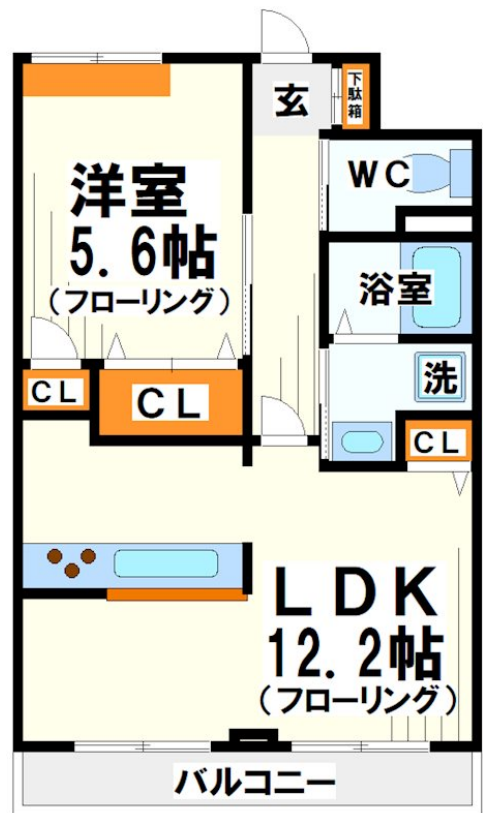 玄
下駄箱
WC
洋室
5.6帖
(フローリング)
浴室
洗
CL
CL
CL
LDK
12.2帖
(フローリング)
バルコニー